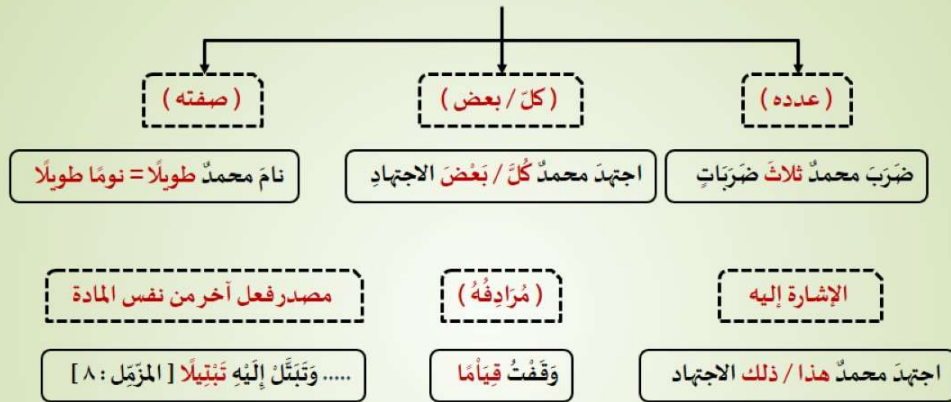 ( عدده )
( كلّ / بعض )
( صفته )
ضَرَبَ محمدٌ ثلاثَ ضَرَبَاتٍ
اجتهدَ محمدٌ كُلَّ / بَعْضَ الاجتهادِ
نامَ محمدٌ طويلًا = نومًا طويلًا
الإشارة إليه
( مُرَادِفُهُ )
مصدر فعل آخر من نفس المادة
اجتهدَ محمدٌ هذا / ذلك الاجتهاد
وَقَفْتُ قِيَاْمًا
..... وَتَبَتَّلْ إِلَيْهِ تَبْتِيلًا [ المزّمِّل : ٨ ]